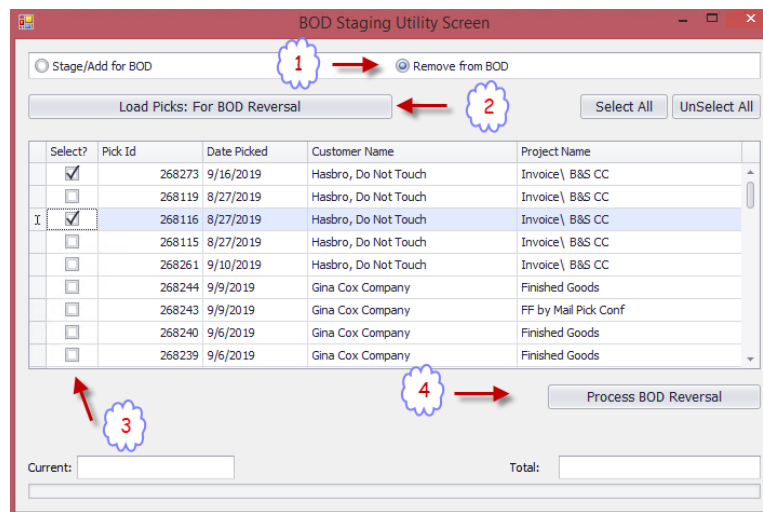 BOD Staging Utility Screen
Stage/Add for BOD 1 Remove from BOD
Load Picks: For BOD Reversal 2 Select All UnSelect All
Select? Pick Id Date Picked Customer Name Project Name
268273 9/16/2019 Hasbro, Do Not Touch Invoice\ B&S CC
268119 8/27/2019 Hasbro, Do Not Touch Invoice\ B&S CC
268116 8/27/2019 Hasbro, Do Not Touch Invoice\ B&S CC
268115 8/27/2019 Hasbro, Do Not Touch Invoice\ B&S CC
268261 9/10/2019 Hasbro, Do Not Touch Invoice\ B&S CC
268244 9/9/2019 Gina Cox Company Finished Goods
268243 9/9/2019 Gina Cox Company FF by Mail Pick Conf
268240 9/6/2019 Gina Cox Company Finished Goods
268239 9/6/2019 Gina Cox Company Finished Goods
4 Process BOD Reversal
3
Current: Total: